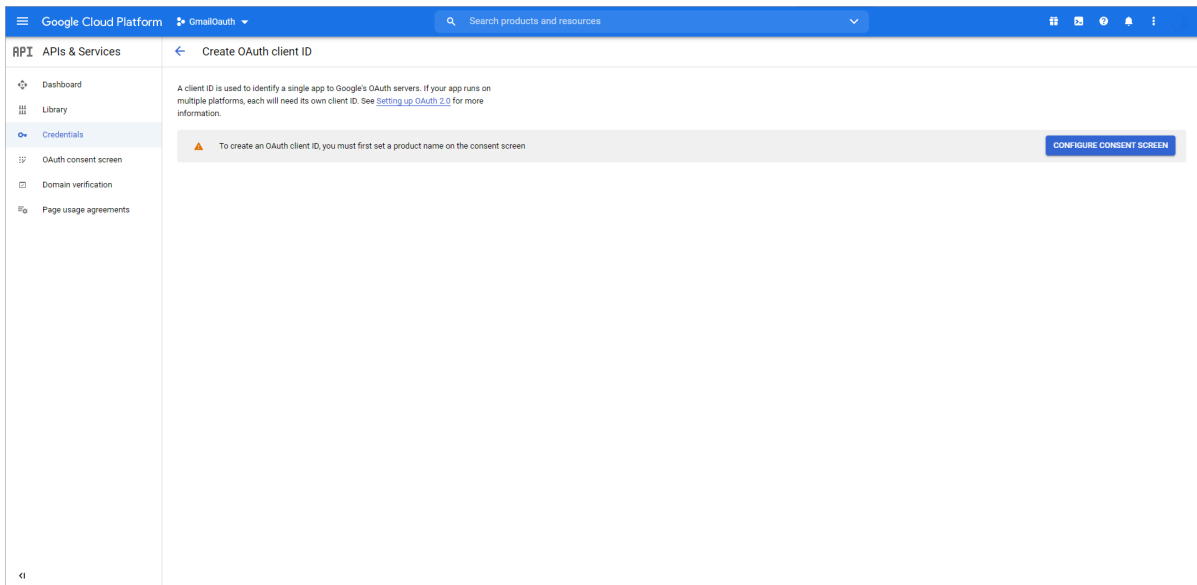 Google Cloud Platform
GmailOauth
Search products and resources
API APIs & Services
Create OAuth client ID
Dashboard
Library
Credentials
OAuth consent screen
Domain verification
Page usage agreements
A client ID is used to identify a single app to Google's OAuth servers. If your app runs on
multiple platforms, each will need its own client ID. See Setting up OAuth 2.0 for more
information.
To create an OAuth client ID, you must first set a product name on the consent screen
CONFIGURE CONSENT SCREEN